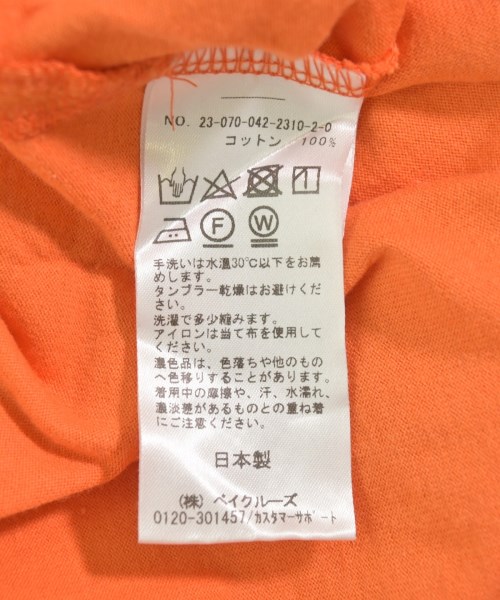 NO. 23-070-042-2310-2-0
コットン 100%
F W
手洗いは水温30℃以下をお薦
めします。
タンブラー乾燥はお避けくだ
さい。
洗濯で多少縮みます。
アイロンは当て布を使用して
ください。
濃色品は、色落ちや他のもの
へ色移りすることがあります。
着用中の摩擦や、汗、水濡れ、
濃淡差があるものとの重ね着
にご注意ください。
日本製
(株) ベイクルーズ
0120-301457/カスタマーサポート